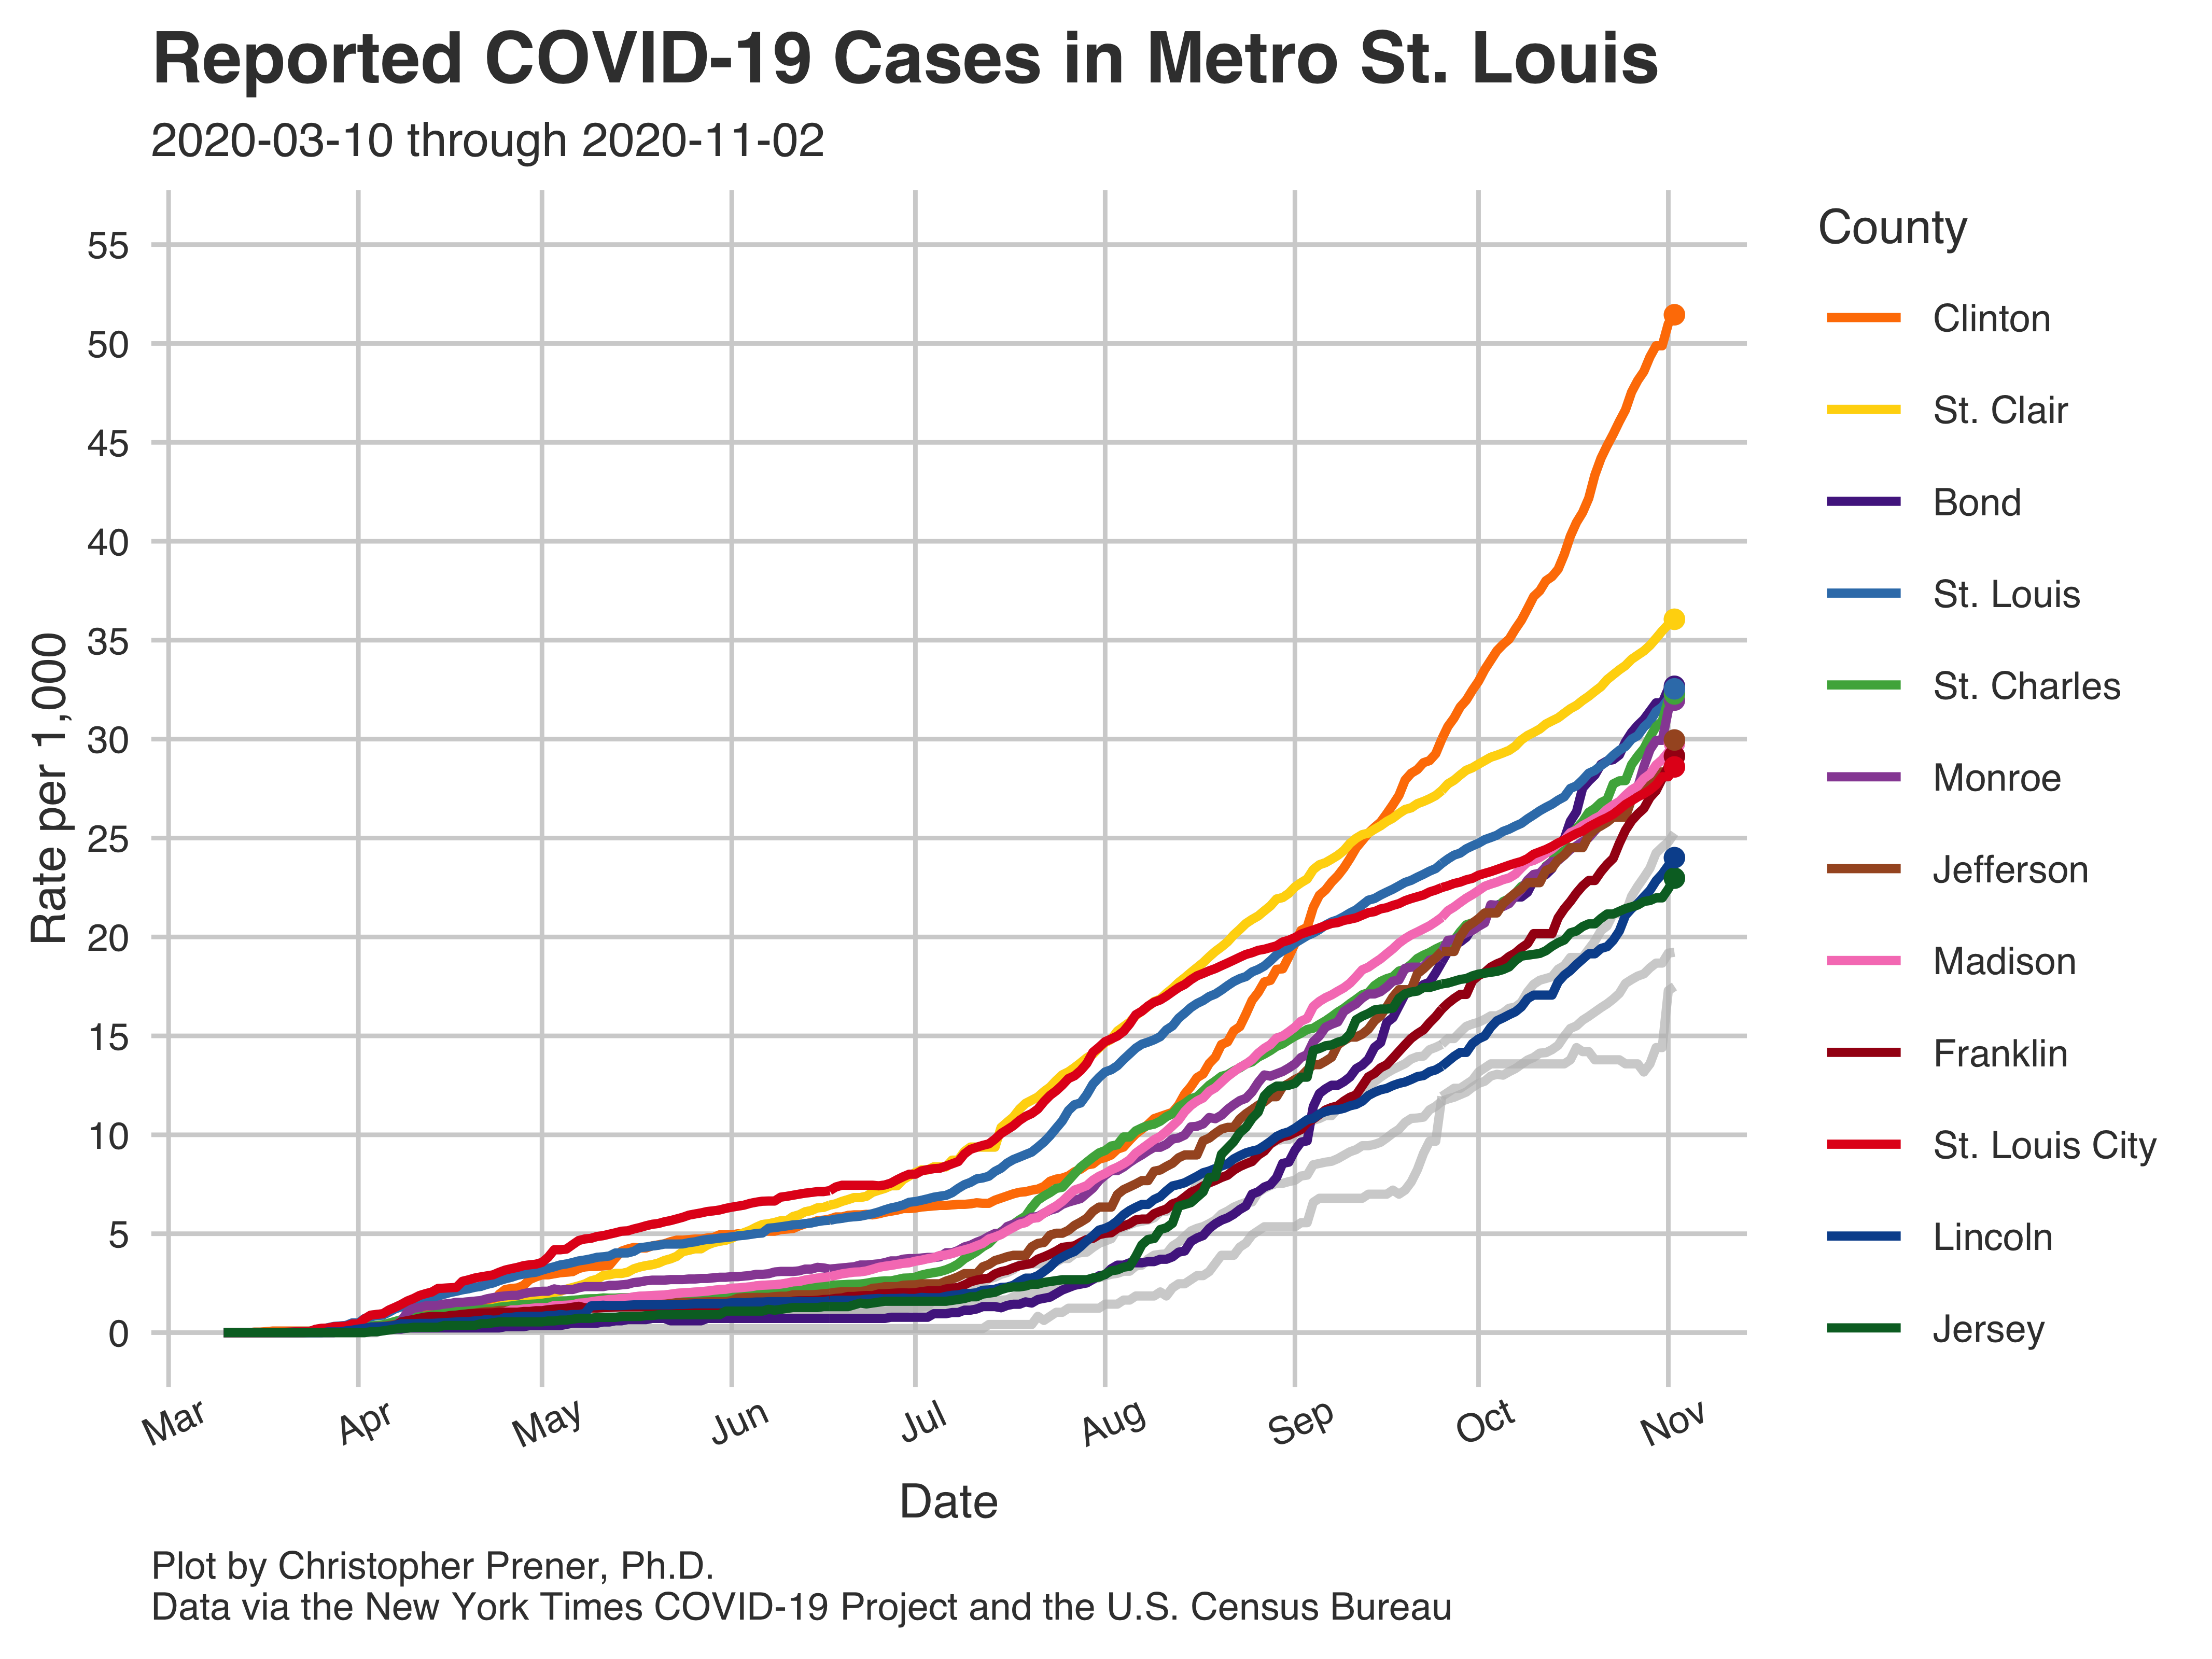 Reported COVID-19 Cases in Metro St. Louis
2020-03-10 through 2020-11-02
Rate per 1,000
55
50
45
40
35
30
25
20
15
10
5
0
Mar
Apr
May
Jun
Jul
Aug
Sep
Oct
Nov
Date
County
Clinton
St. Clair
Bond
St. Louis
St. Charles
Monroe
Jefferson
Madison
Franklin
St. Louis City
Lincoln
Jersey
Plot by Christopher Prener, Ph.D.
Data via the New York Times COVID-19 Project and the U.S. Census Bureau